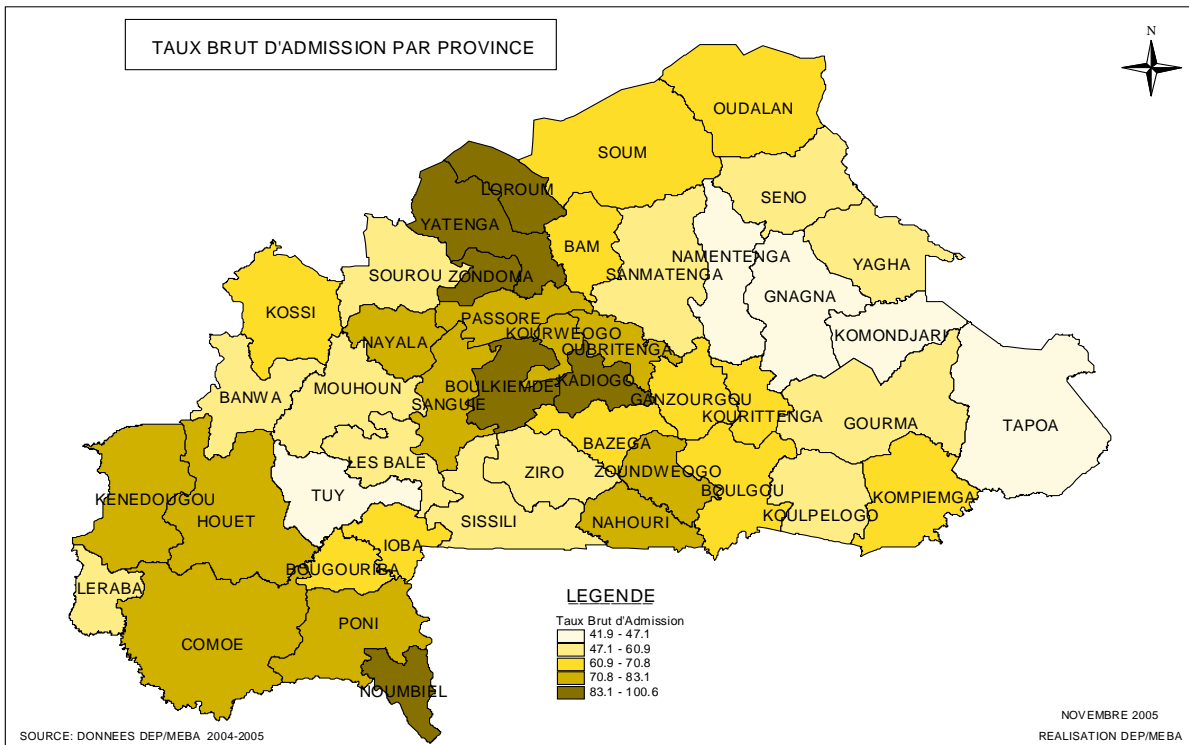 TAUX BRUT D'ADMISSION PAR PROVINCE
N
OUDALAN
SOUM
SENO
LOROUM
YATENGA
BAM
NAMENTENGA
YAGHA
SOUROU
ZONDOMA
SANMATENGA
GNAGNA
KOSSI
PASSORE
KOMONDJARI
NAYALA
KOURWEOGO
OUBRITENGA
MOUHOUN
BOULKIEMDE
KADIOGO
BANWA
SANGUIE
GANZOURGOU
KOURITTENGA
GOURMA
TAPOA
BAZEGA
LES BALE
ZIRO
ZOUNDWEOGO
BOULGOU
KOMPIEMGA
KENEDOUGOU
TUY
HOUET
SISSILI
NAHOURI
KOULPELOGO
IOBA
BOUGOURIBA
LERABA
PONI
COMOE
NOUMBIEL
LEGENDE
Taux Brut d'Admission
41.9 - 47.1
47.1 - 60.9
60.9 - 70.8
70.8 - 83.1
83.1 - 100.6
SOURCE: DONNEES DEP/MEBA 2004-2005
NOVEMBRE 2005
REALISATION DEP/MEBA